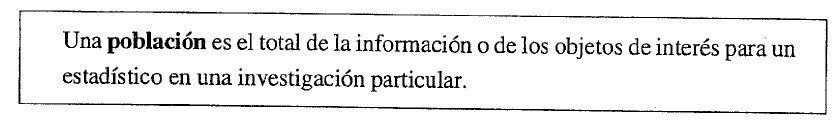 Una población es el total de la información o de los objetos de interés para un
estadístico en una investigación particular.